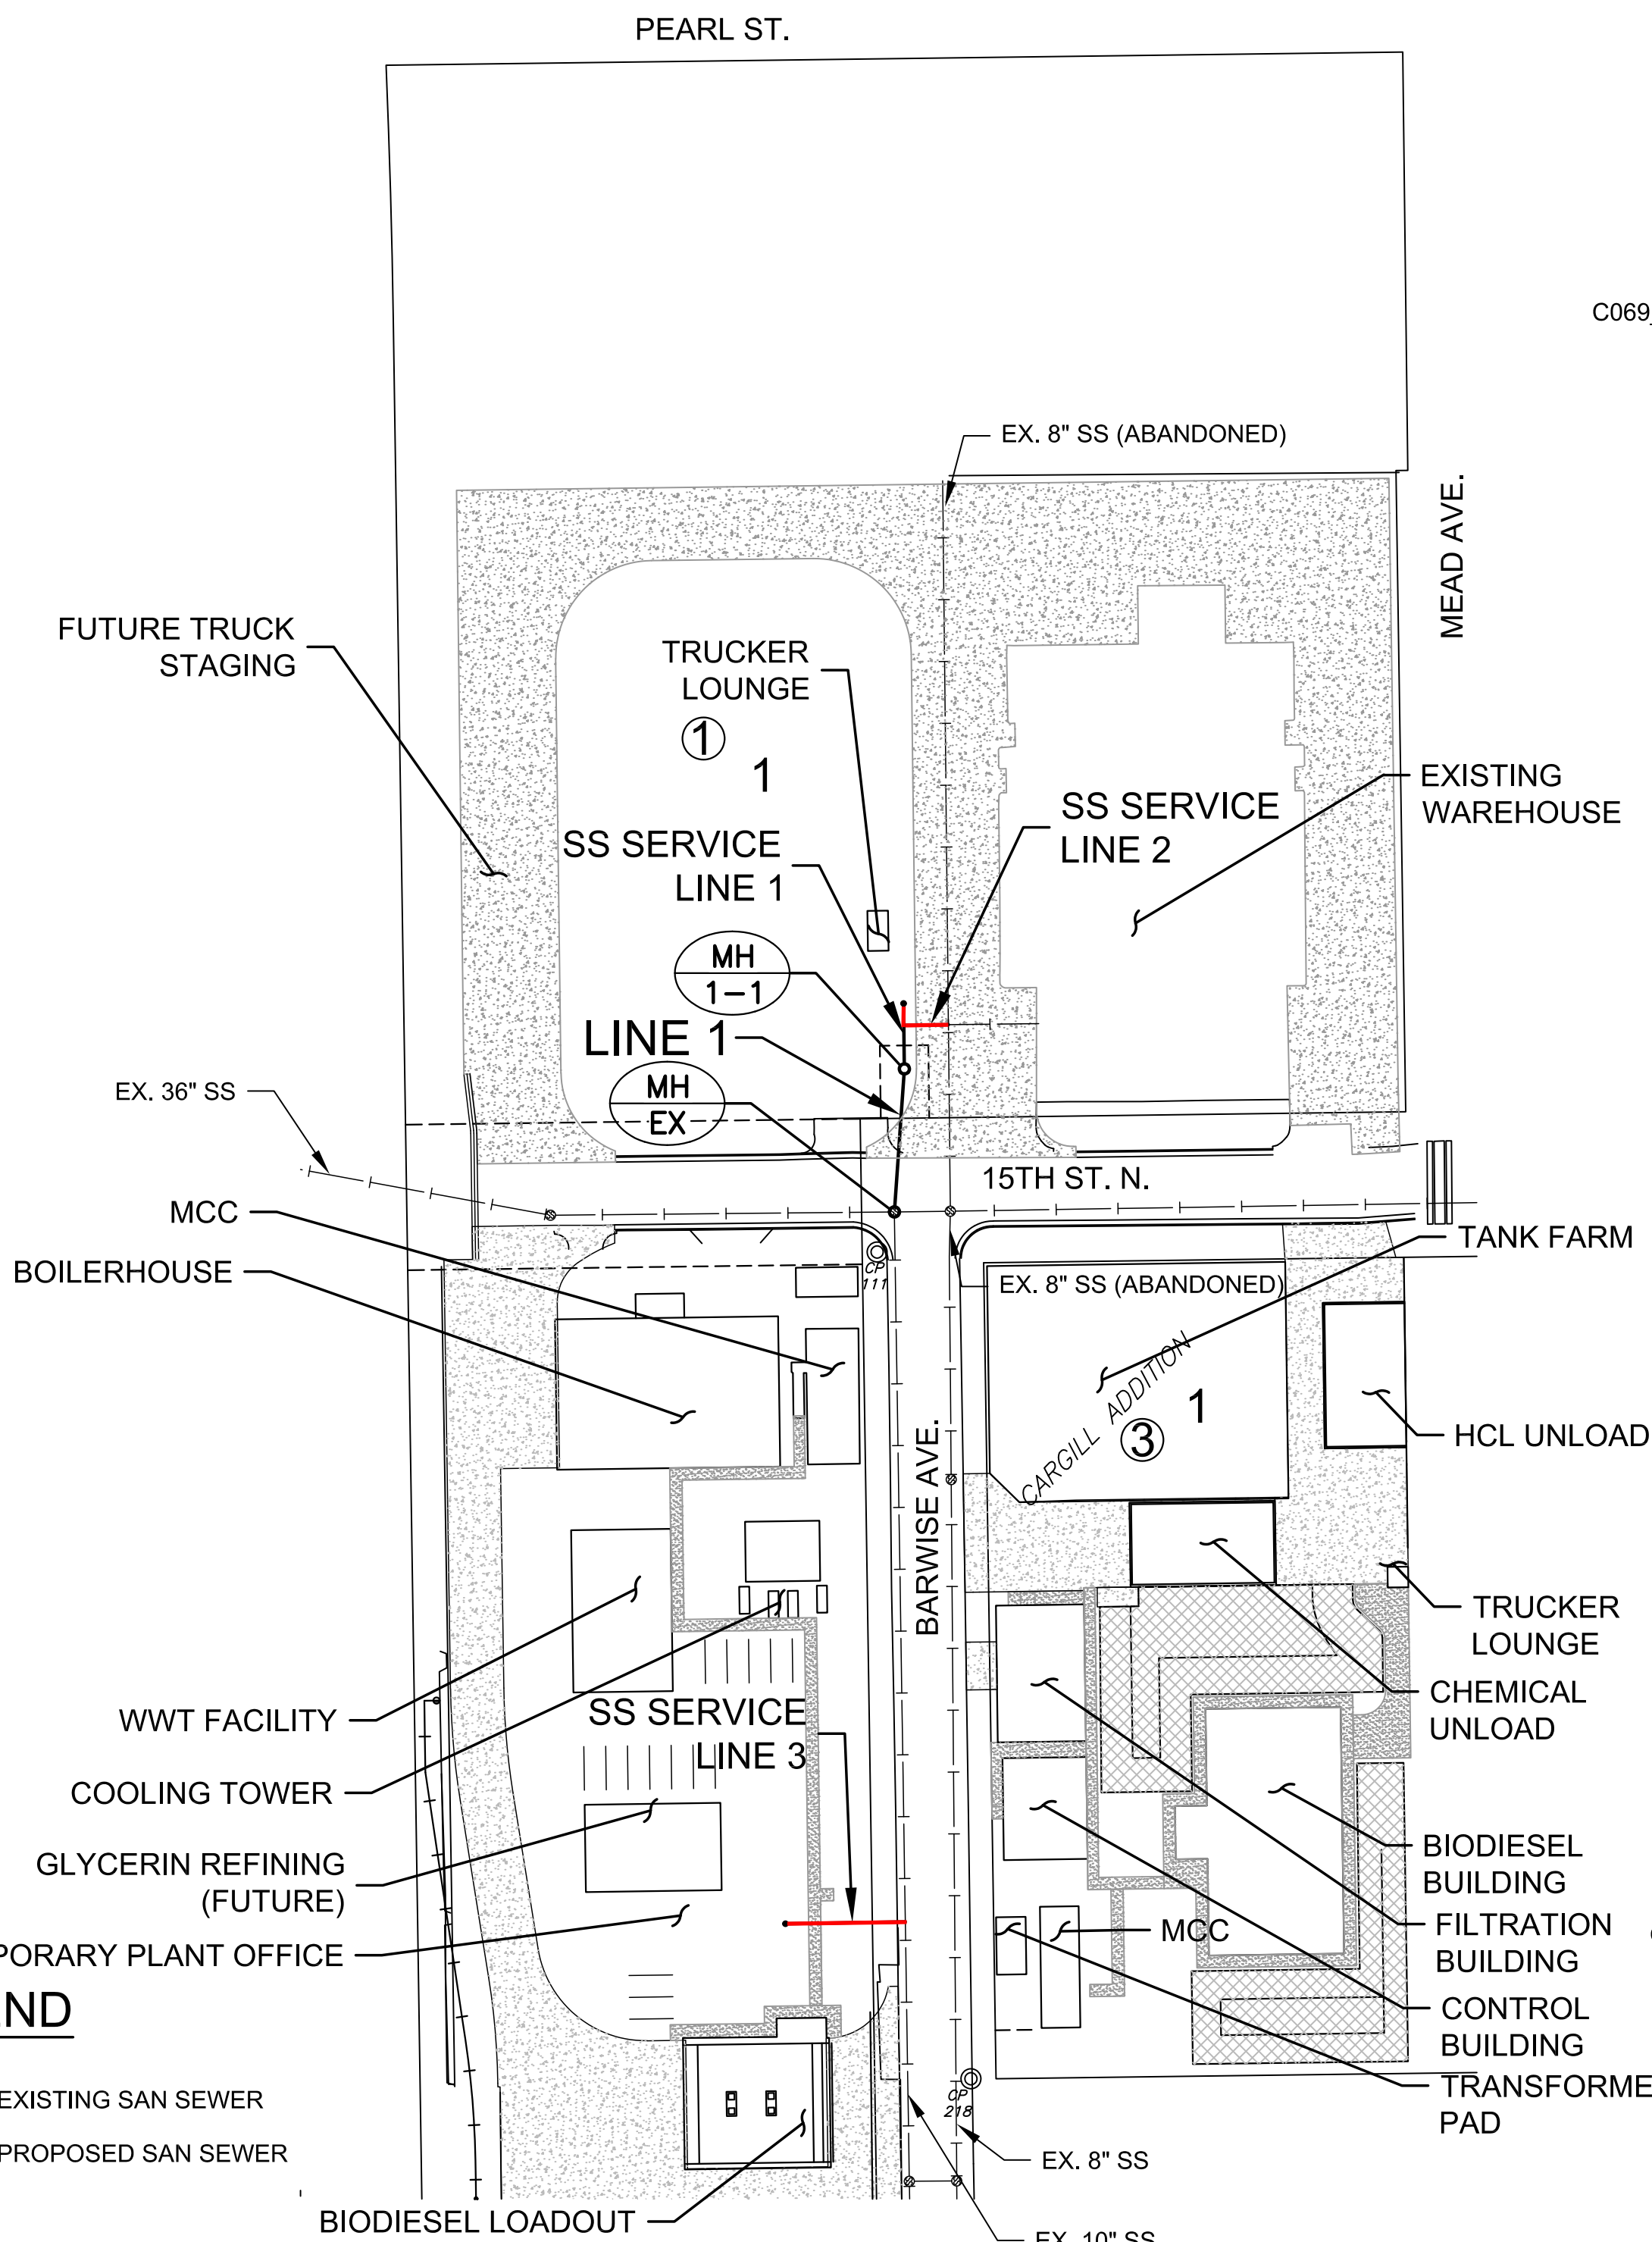 PEARL ST.
C069_
EX. 8" SS (ABANDONED)
MEAD AVE.
FUTURE TRUCK
STAGING
TRUCKER
LOUNGE
1
1
SS SERVICE
LINE 1
SS SERVICE
LINE 2
EXISTING
WAREHOUSE
MH
1-1
LINE 1
MH
EX
EX. 36" SS
15TH ST. N.
MCC
TANK FARM
BOILERHOUSE
CP
111
EX. 8" SS (ABANDONED)
CARGILL ADDITION
1
3
HCL UNLOAD
BARWISE AVE.
TRUCKER
LOUNGE
WWT FACILITY
SS SERVICE
LINE 3
CHEMICAL
UNLOAD
COOLING TOWER
GLYCERIN REFINING
(FUTURE)
BIODIESEL
BUILDING
PORARY PLANT OFFICE
MCC
FILTRATION
BUILDING
END
CONTROL
BUILDING
EXISTING SAN SEWER
CP
218
TRANSFORME
PAD
PROPOSED SAN SEWER
EX. 8" SS
BIODIESEL LOADOUT
EX. 10" SS